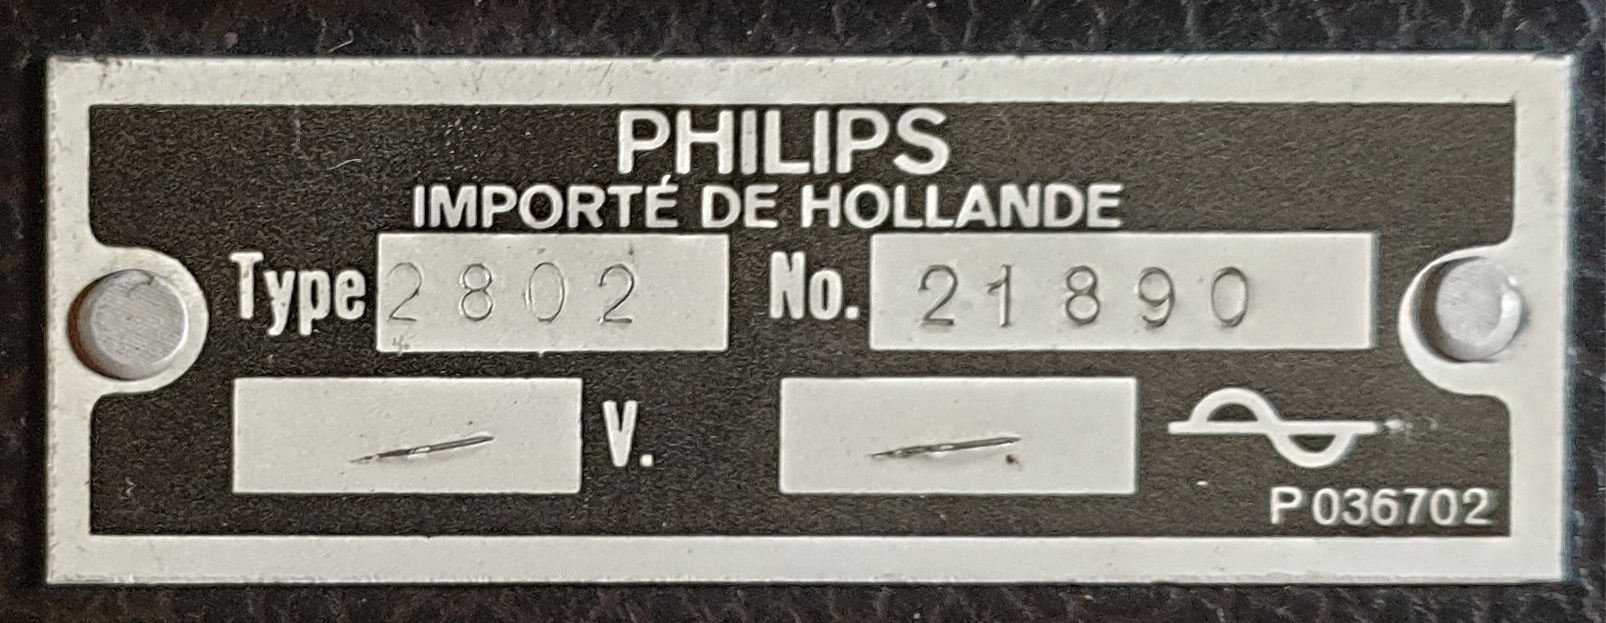 PHILIPS
IMPORTÉ DE HOLLANDE
Type 2802 No. 21890
V.
P036702